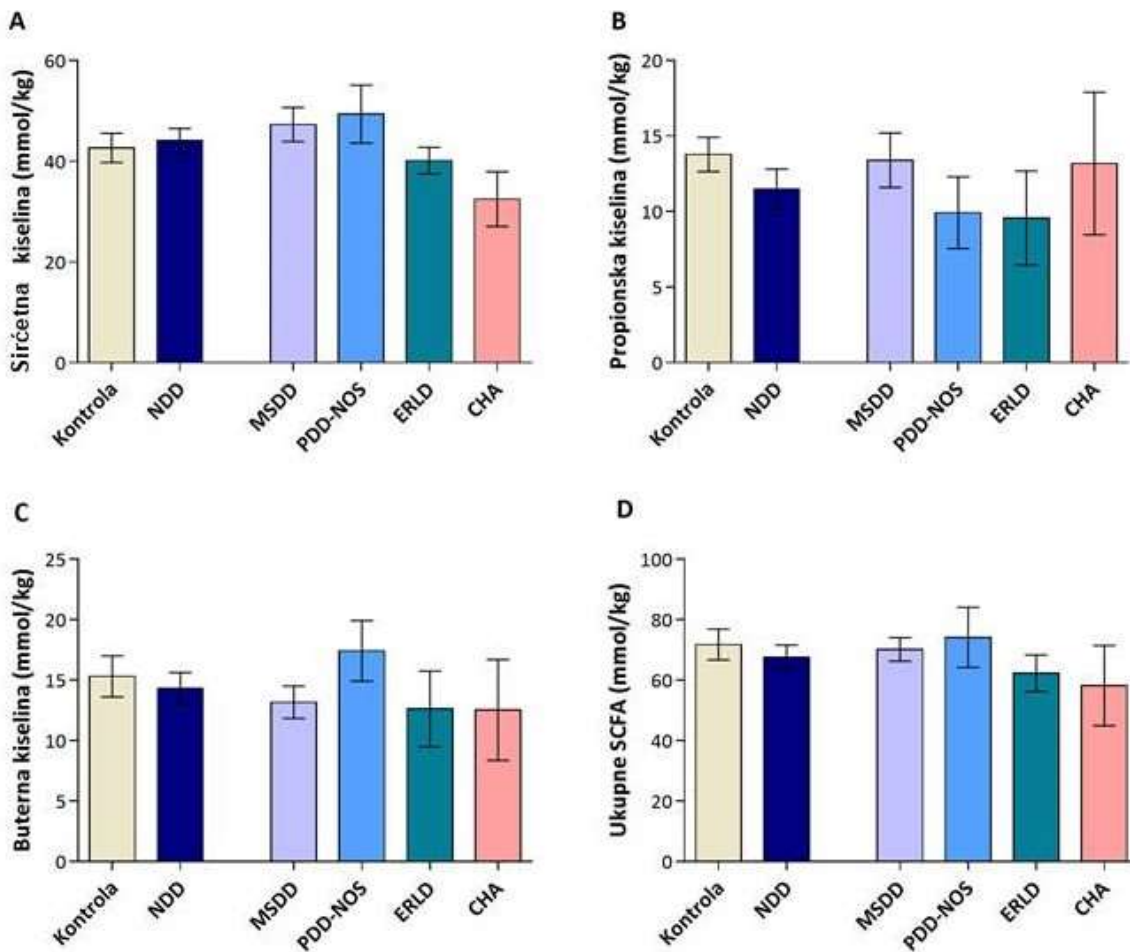 A
Sirćetna kiselina (mmol/kg)
60
40
20
0
Kontrola
NDD
MSDD
PDD-NOS
ERLD
CHA
B
Propionska kiselina (mmol/kg)
20
15
10
5
0
Kontrola
NDD
MSDD
PDD-NOS
ERLD
CHA
C
Buterna kiselina (mmol/kg)
25
20
15
10
5
0
Kontrola
NDD
MSDD
PDD-NOS
ERLD
CHA
D
Ukupne SCFA (mmol/kg)
100
80
60
40
20
0
Kontrola
NDD
MSDD
PDD-NOS
ERLD
CHA